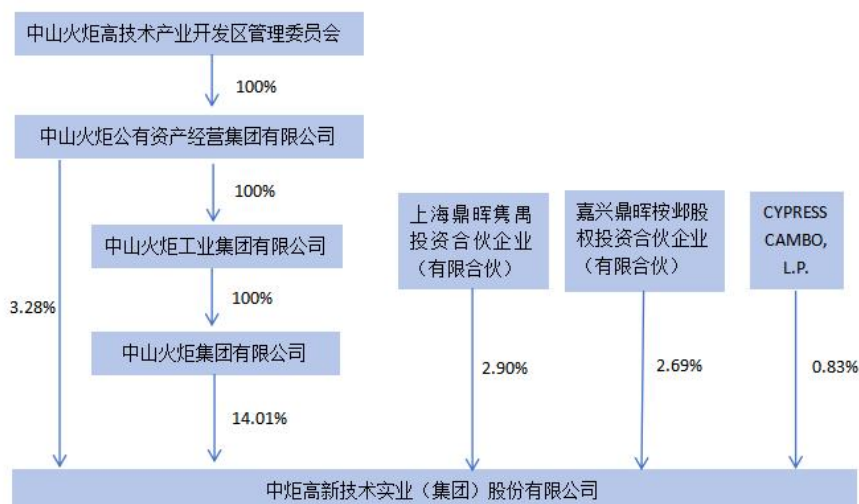 中山火炬高技术产业开发区管理委员会
100%
中山火炬公有资产经营集团有限公司
100%
中山火炬工业集团有限公司
100%
3.28%
中山火炬集团有限公司
14.01%
上海鼎晖隽禺
投资合伙企业
（有限合伙）
2.90%
嘉兴鼎晖桉邺股
权投资合伙企业
（有限合伙）
2.69%
CYPRESS
CAMBO,
L.P.
0.83%
中炬高新技术实业（集团）股份有限公司